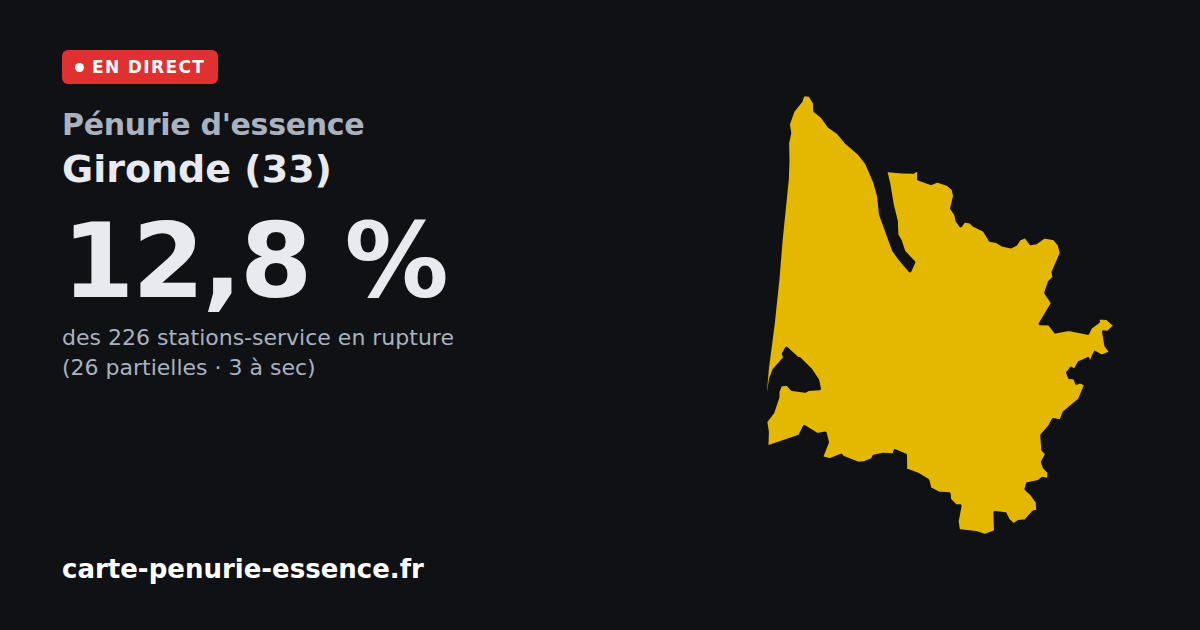 EN DIRECT
Pénurie d'essence
Gironde (33)
12,8 %
des 226 stations-service en rupture
(26 partielles · 3 à sec)
carte-penurie-essence.fr